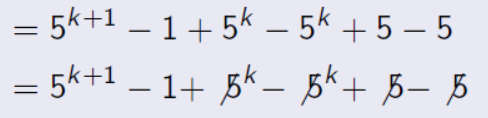 = 5^{k+1} − 1 + 5^k − 5^k + 5 − 5
= 5^{k+1} − 1 + 5̸^k − 5̸^k + 5̸ − 5̸